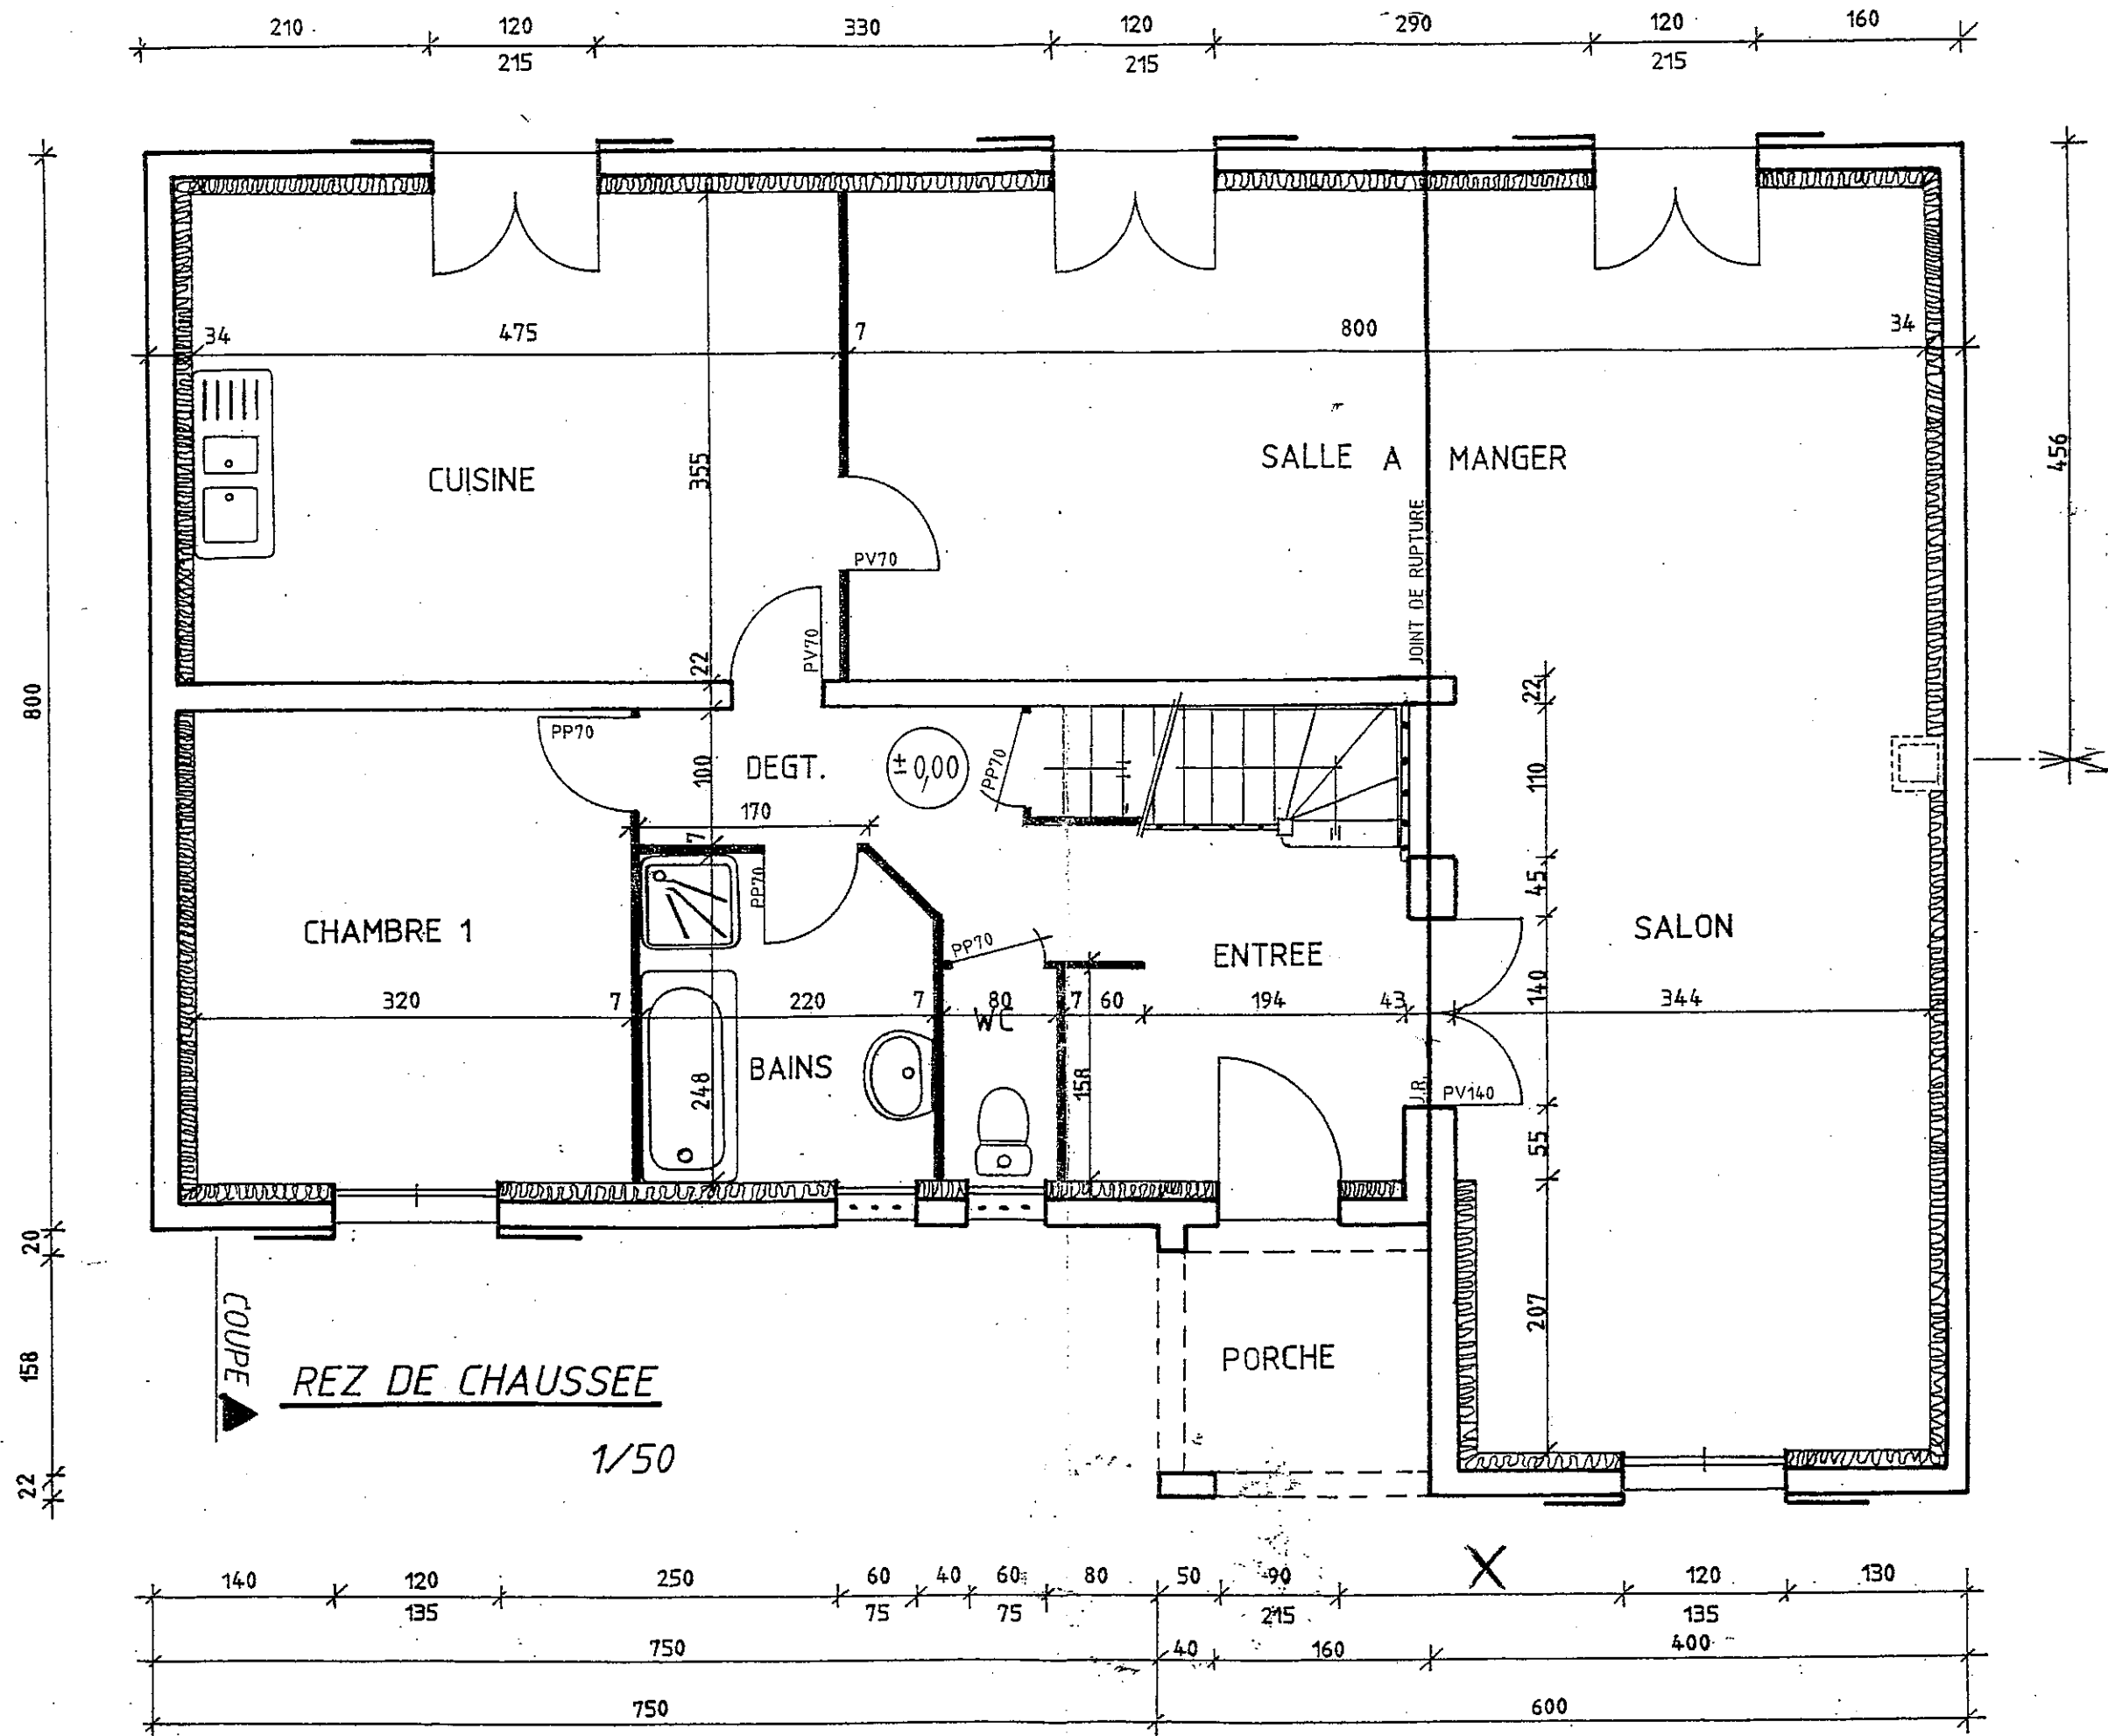 210 120 330 120 290 120 160
215 215 215
34 475 7 800 34
CUISINE
355
SALLE A MANGER
456
JOINT DE RUPTURE
PV70
PV70
22
22
800
PP70
DEGT.
±0,00
PP70
100
110
170
7
PP70
45
CHAMBRE 1
PP70
ENTREE
SALON
140
320 7 220 7 80 7 60 194 43 344
WC
BAINS
248
158
J.R.
PV140
55
20
207
COUPE
158
REZ DE CHAUSSEE
PORCHE
1/50
22
X
140 120 250 60 40 60 80 50 90 120 130
135 75 75 215 135
750 40 160 400
750 600